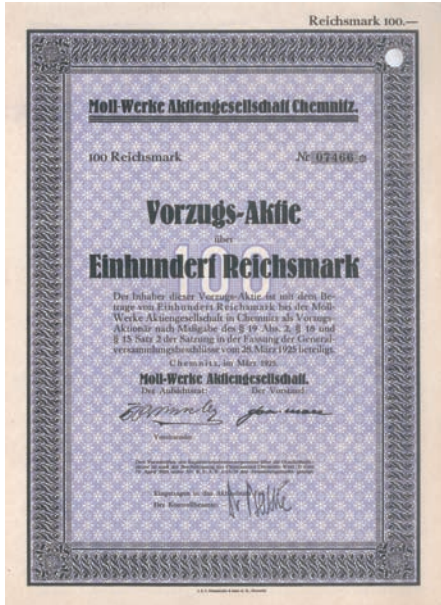 Reichsmark 100.—
Moll-Werke Aktiengesellschaft Chemnitz.
100 Reichsmark
Nr. 07466
Vorzugs-Aktie
über
100
Einhundert Reichsmark
Der Inhaber dieser Vorzugs-Aktie ist mit dem Be-
trage von Einhundert Reichsmark bei der Moll-
Werke Aktiengesellschaft in Chemnitz als Vorzugs-
Aktionär nach Maßgabe des § 19 Abs. 2, § 16 und
§ 15 Satz 2 der Satzung in der Fassung der General-
versammlungsbeschlüsse vom 28. März 1925 beteiligt.
Chemnitz, im März 1925.
Moll-Werke Aktiengesellschaft.
Der Aufsichtsrat: Der Vorstand:
Vorsitzender
Eingetragen in das Aktienbuch
Der Kontrollbeamte: